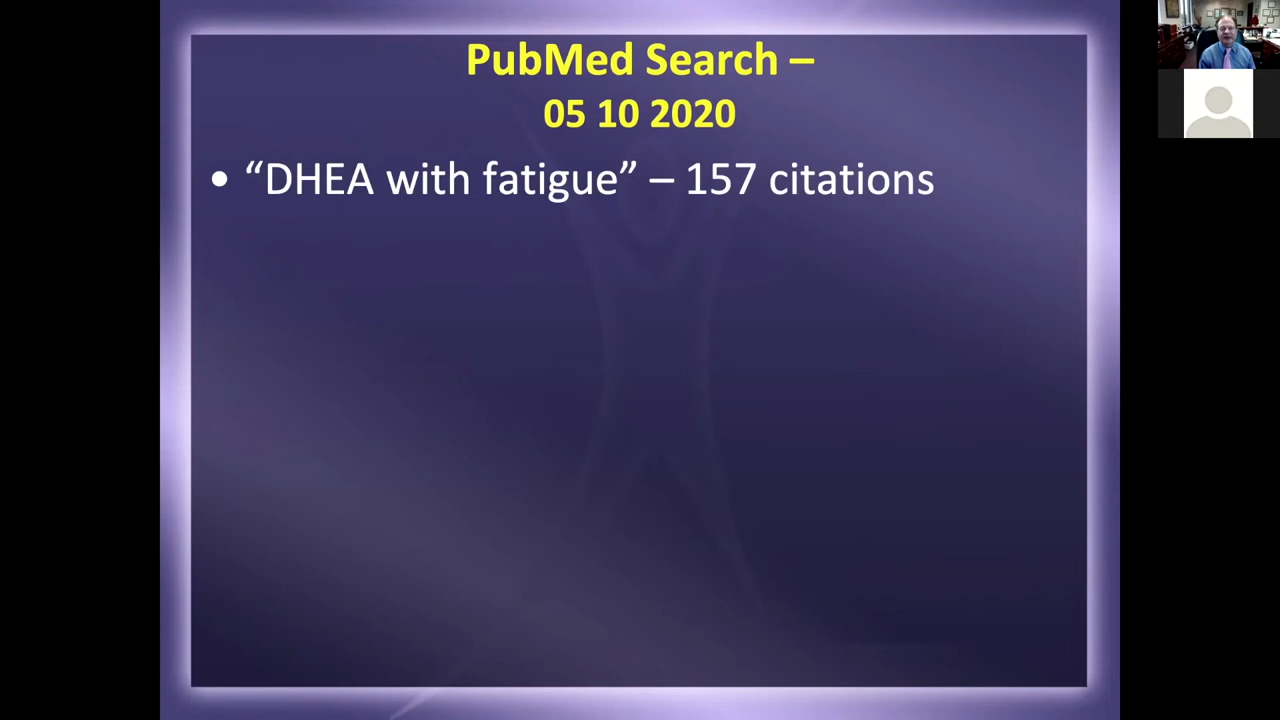 PubMed Search –
05 10 2020
• “DHEA with fatigue” – 157 citations